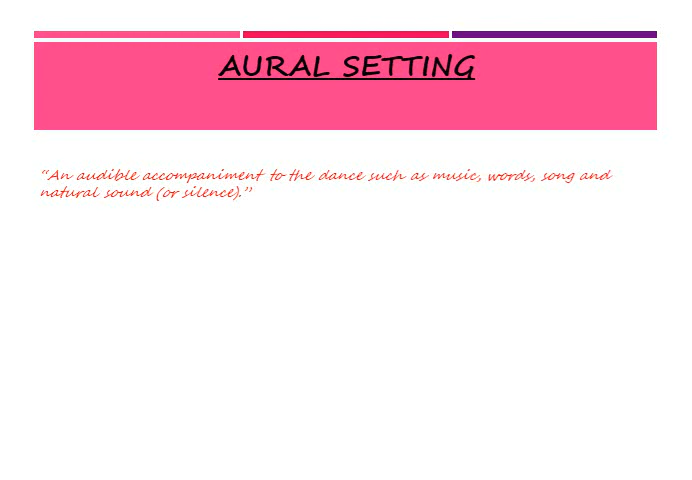 AURAL SETTING
“An audible accompaniment to the dance such as music, words, song and
natural sound (or silence).”